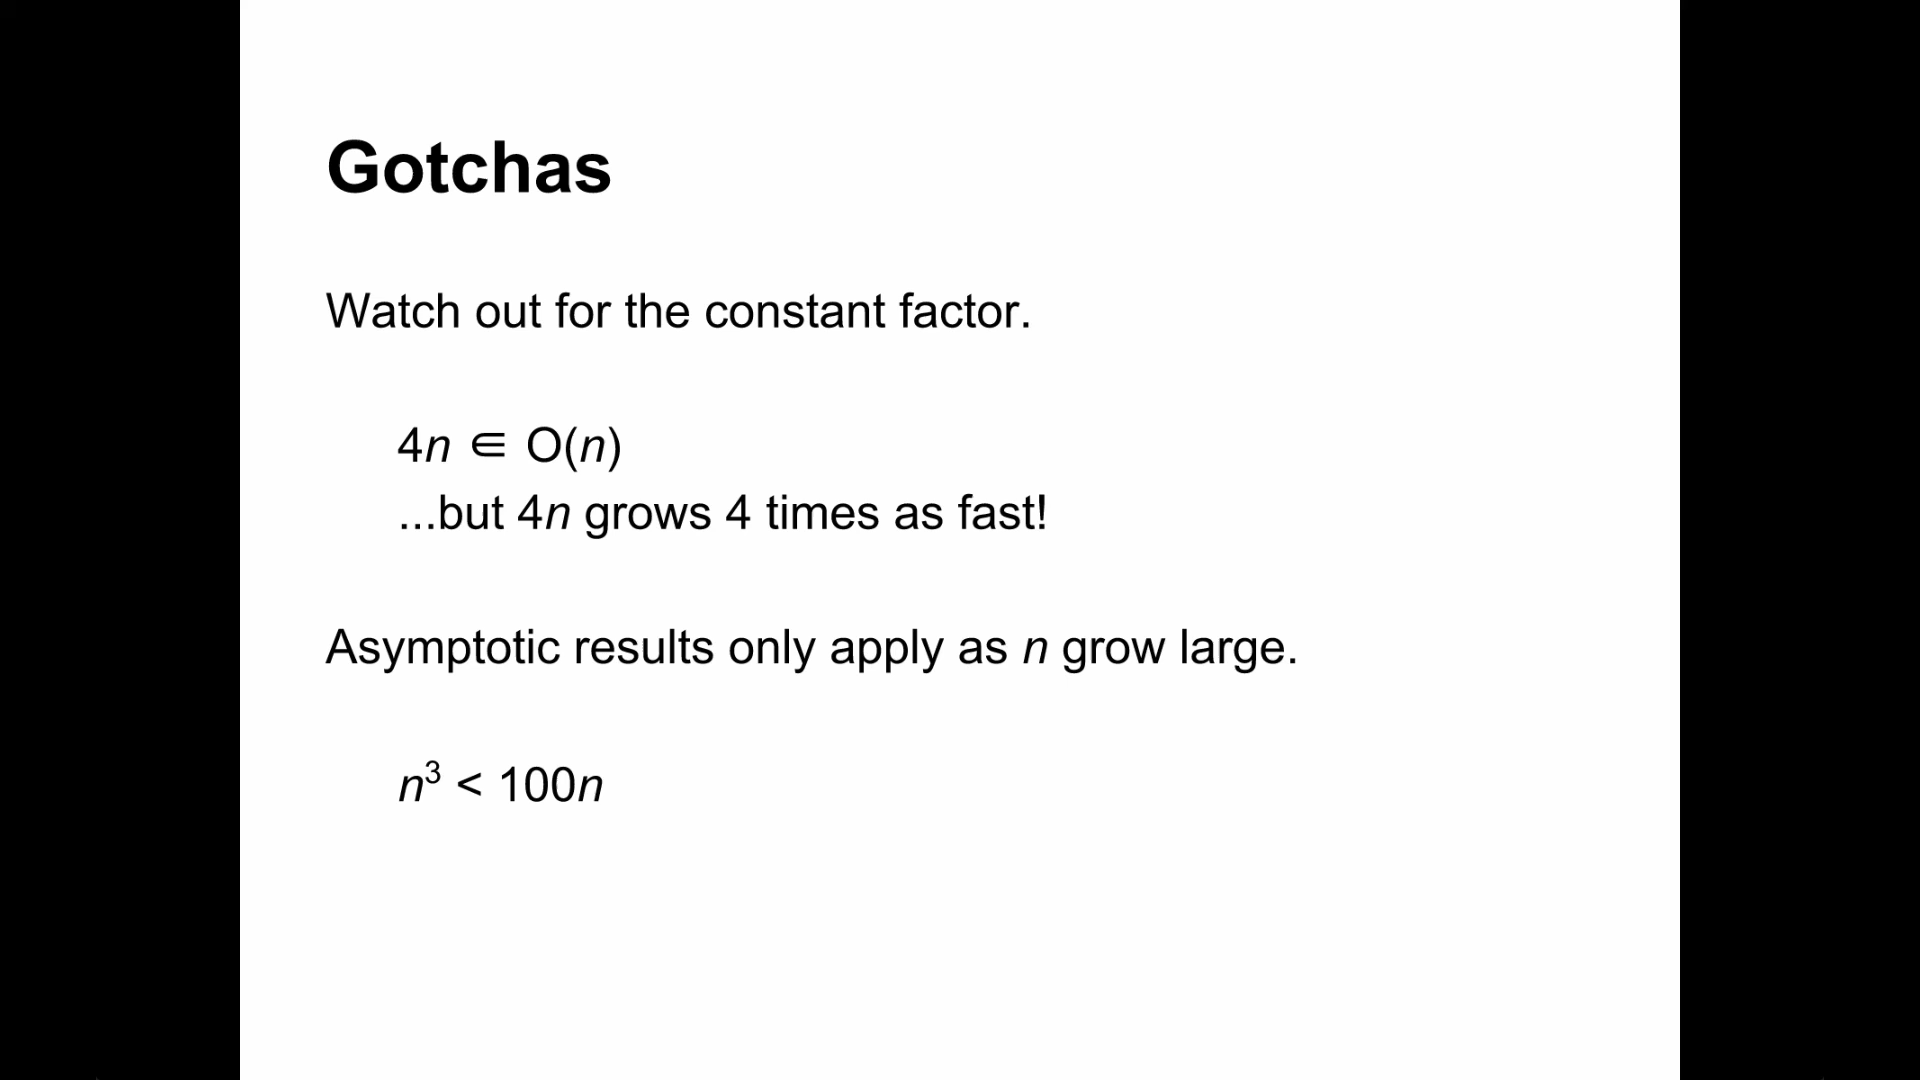 Gotchas
Watch out for the constant factor.
4n ∈ O(n)
...but 4n grows 4 times as fast!
Asymptotic results only apply as n grow large.
n³ < 100n